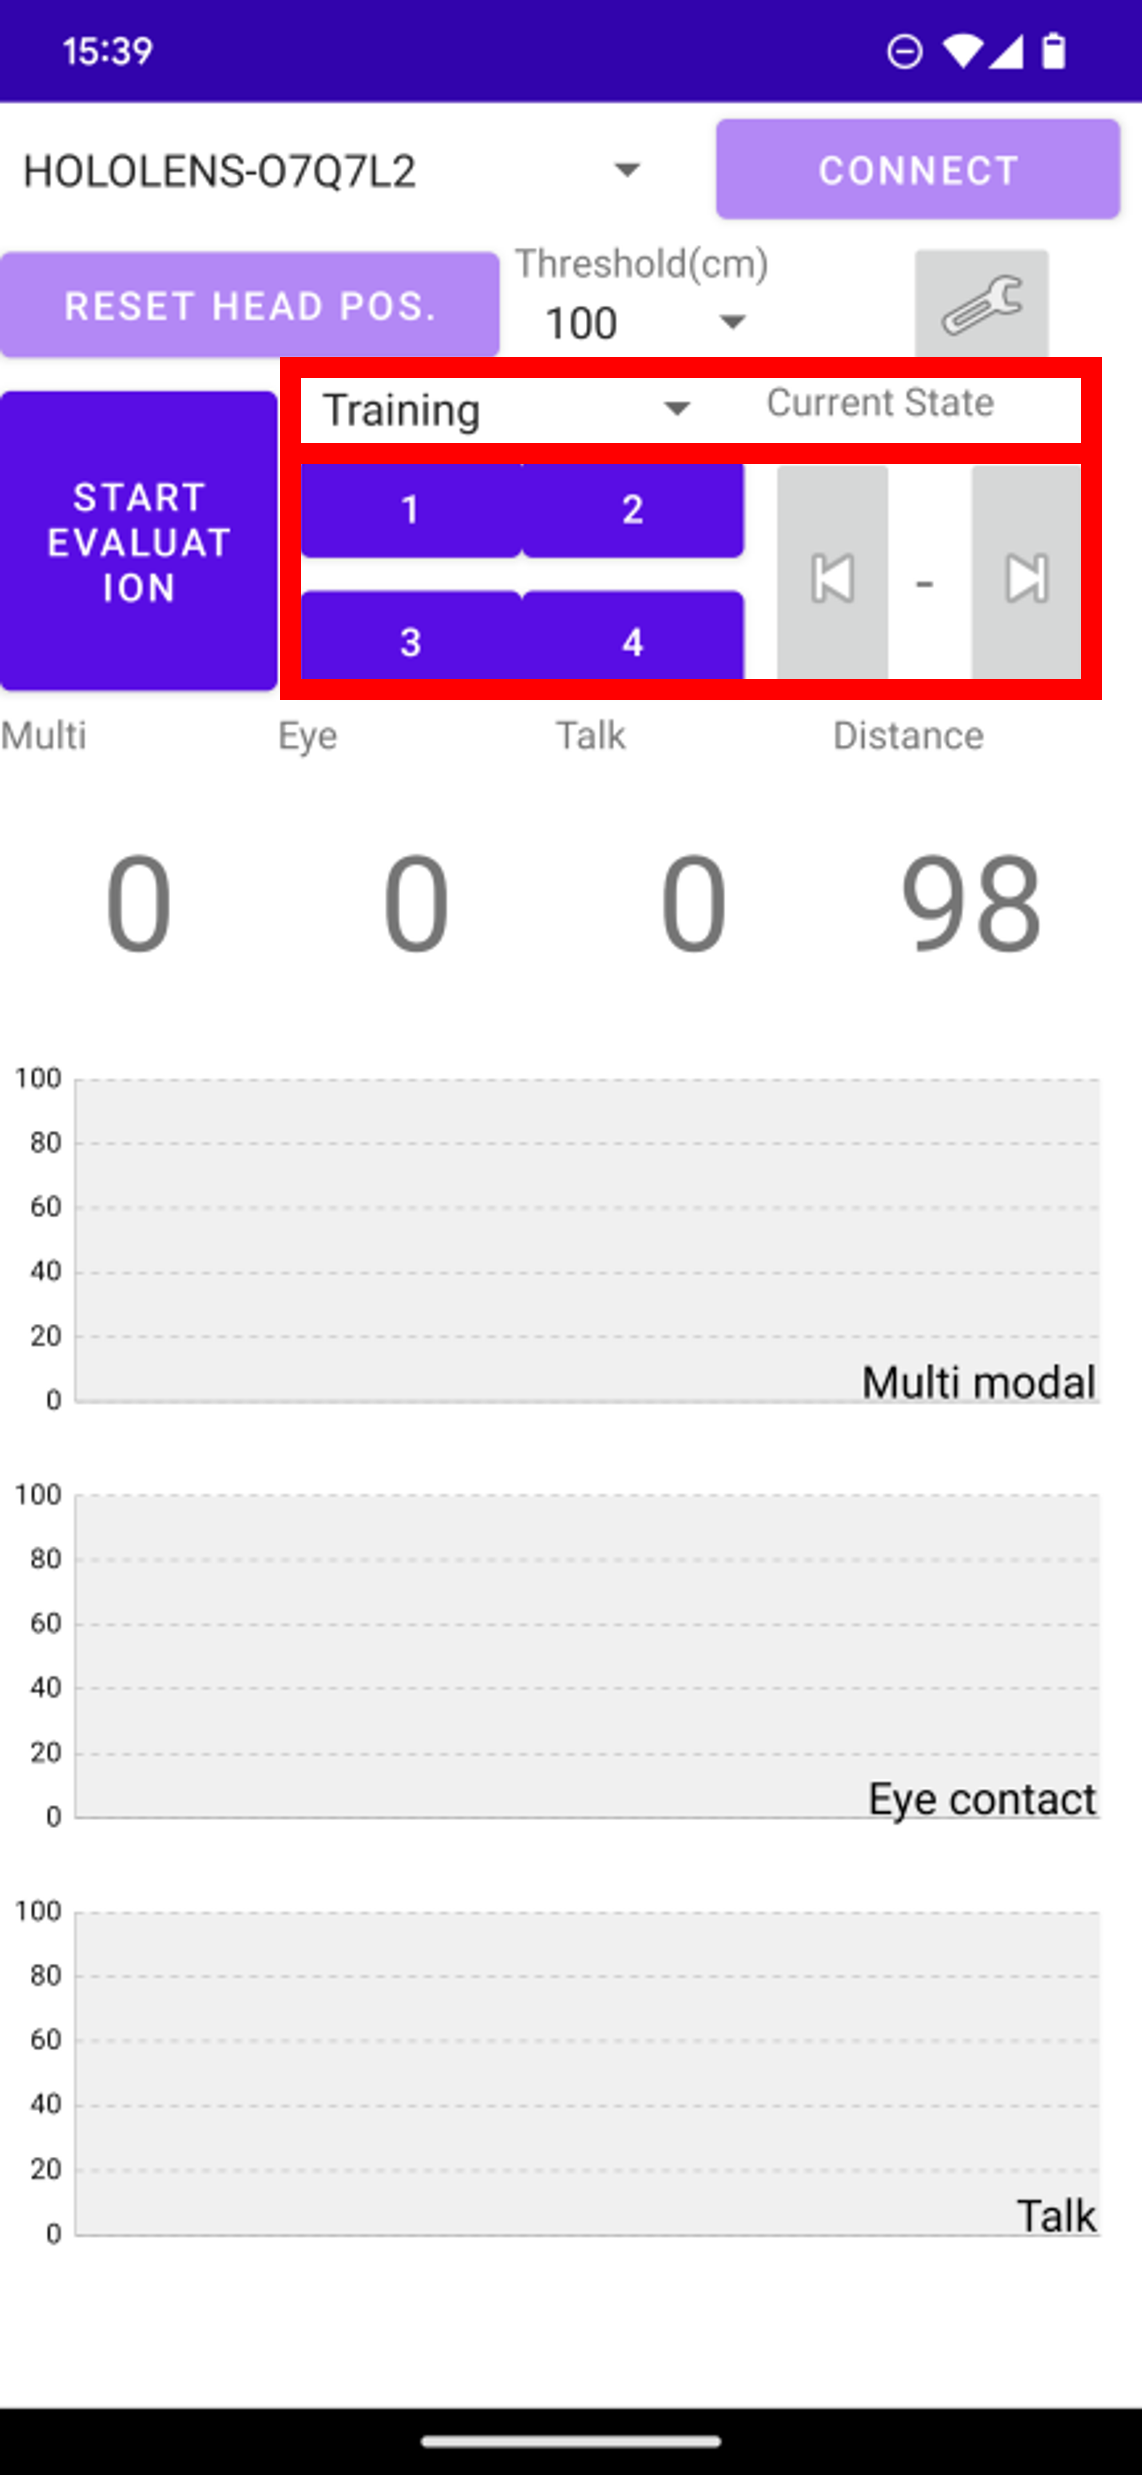 15:39
HOLOLENS-O7Q7L2
CONNECT
RESET HEAD POS.
Threshold(cm)
100
START
EVALUAT
ION
Training
Current State
1
2
3
4
-
Multi
Eye
Talk
Distance
0
0
0
98
100
80
60
40
20
0
Multi modal
100
80
60
40
20
0
Eye contact
100
80
60
40
20
0
Talk